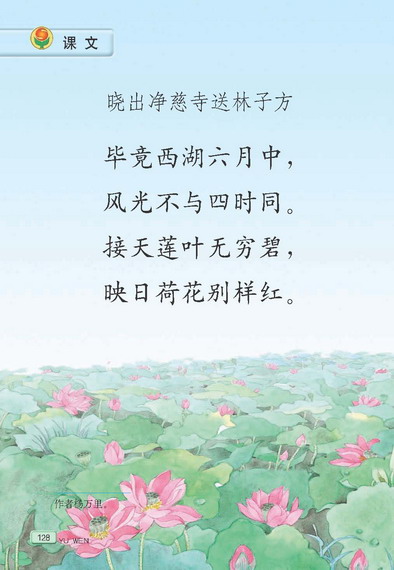 课文
晓出净慈寺送林子方
毕竟西湖六月中，
风光不与四时同。
接天莲叶无穷碧，
映日荷花别样红。
作者杨万里。
128
YU WEN